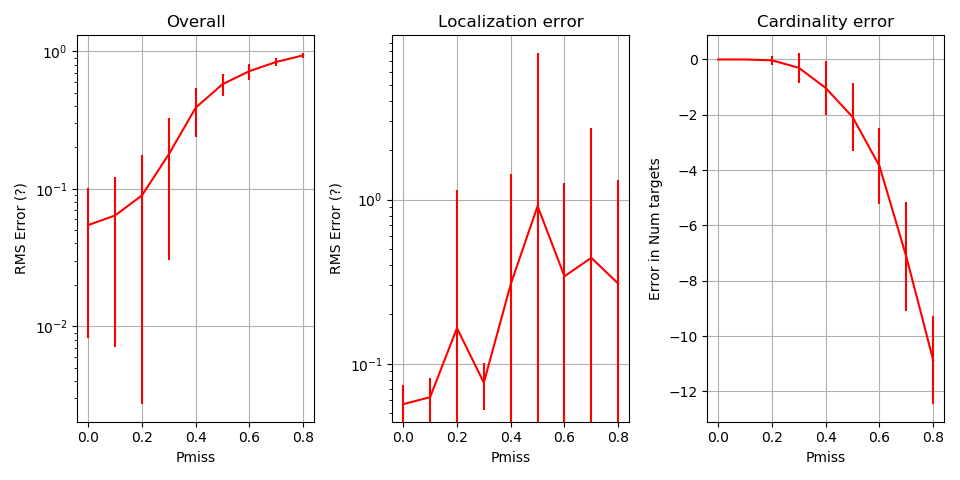 Overall
Localization error
Cardinality error
RMS Error (?)
10⁰
10⁻¹
10⁻²
0.0 0.2 0.4 0.6 0.8
Pmiss
RMS Error (?)
10⁰
10⁻¹
0.0 0.2 0.4 0.6 0.8
Pmiss
Error in Num targets
0
−2
−4
−6
−8
−10
−12
0.0 0.2 0.4 0.6 0.8
Pmiss